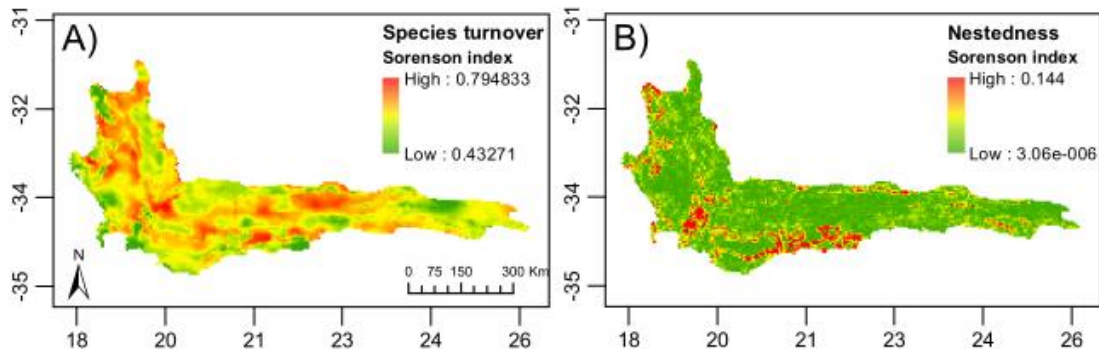 A)
Species turnover
Sorenson index
High : 0.794833
Low : 0.43271
N
0 75 150 300 Km
-31
-32
-34
-35
18 20 21 22 23 24 26
B)
Nestedness
Sorenson index
High : 0.144
Low : 3.06e-006
-31
-32
-34
-35
18 20 21 22 23 24 26